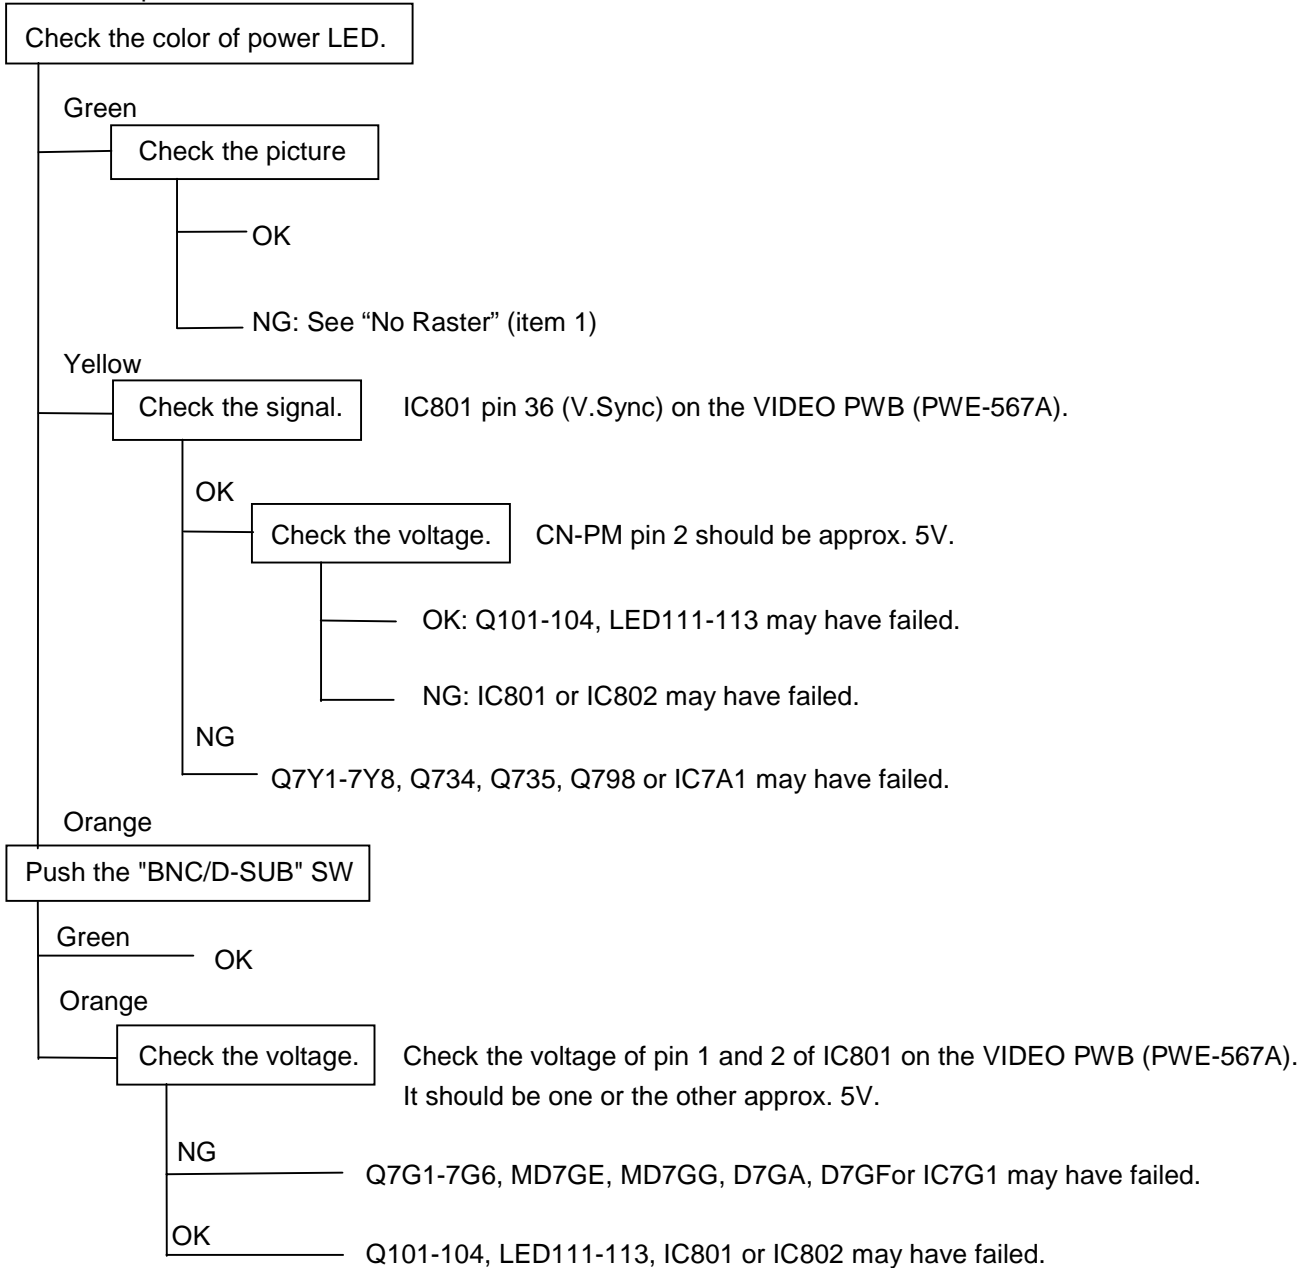 Check the color of power LED.
Green
Check the picture
OK
NG: See “No Raster” (item 1)
Yellow
Check the signal. IC801 pin 36 (V.Sync) on the VIDEO PWB (PWE-567A).
OK
Check the voltage. CN-PM pin 2 should be approx. 5V.
OK: Q101-104, LED111-113 may have failed.
NG: IC801 or IC802 may have failed.
NG
Q7Y1-7Y8, Q734, Q735, Q798 or IC7A1 may have failed.
Orange
Push the "BNC/D-SUB" SW
Green
OK
Orange
Check the voltage. Check the voltage of pin 1 and 2 of IC801 on the VIDEO PWB (PWE-567A).
It should be one or the other approx. 5V.
NG
Q7G1-7G6, MD7GE, MD7GG, D7GA, D7GFor IC7G1 may have failed.
OK
Q101-104, LED111-113, IC801 or IC802 may have failed.